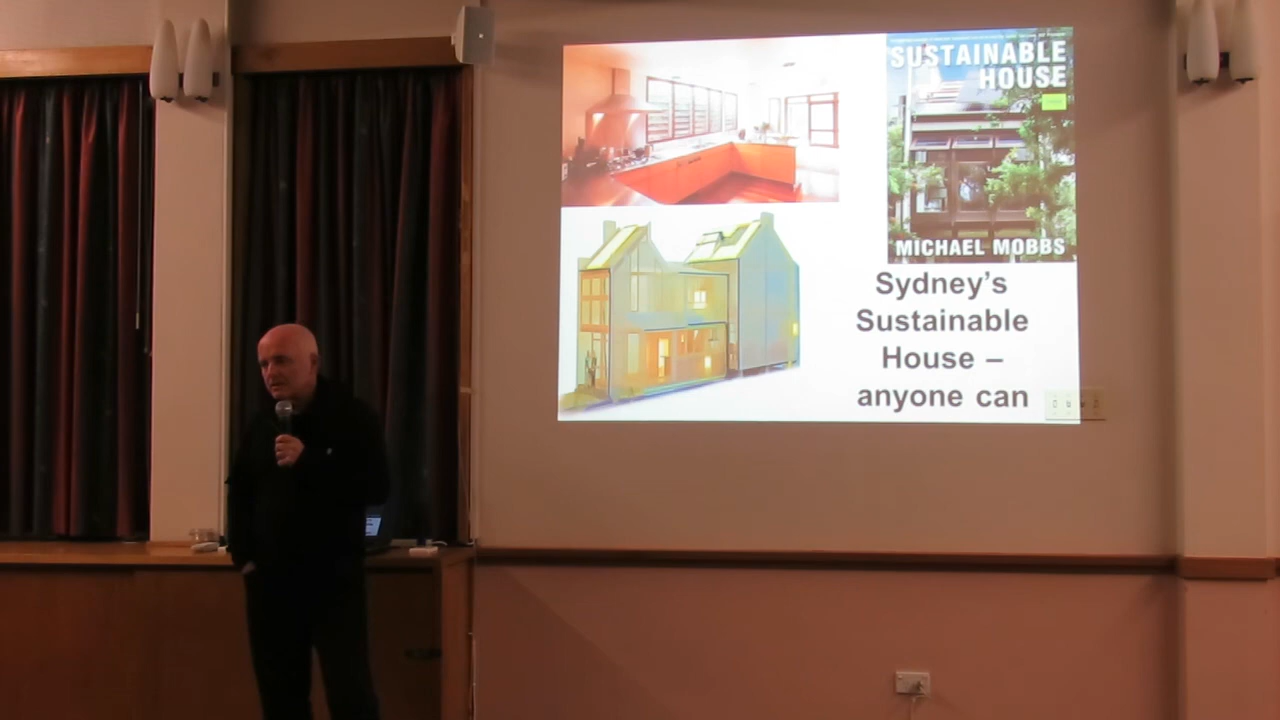 SUSTAINABLE
HOUSE
MICHAEL MOBBS
Sydney's
Sustainable
House –
anyone can